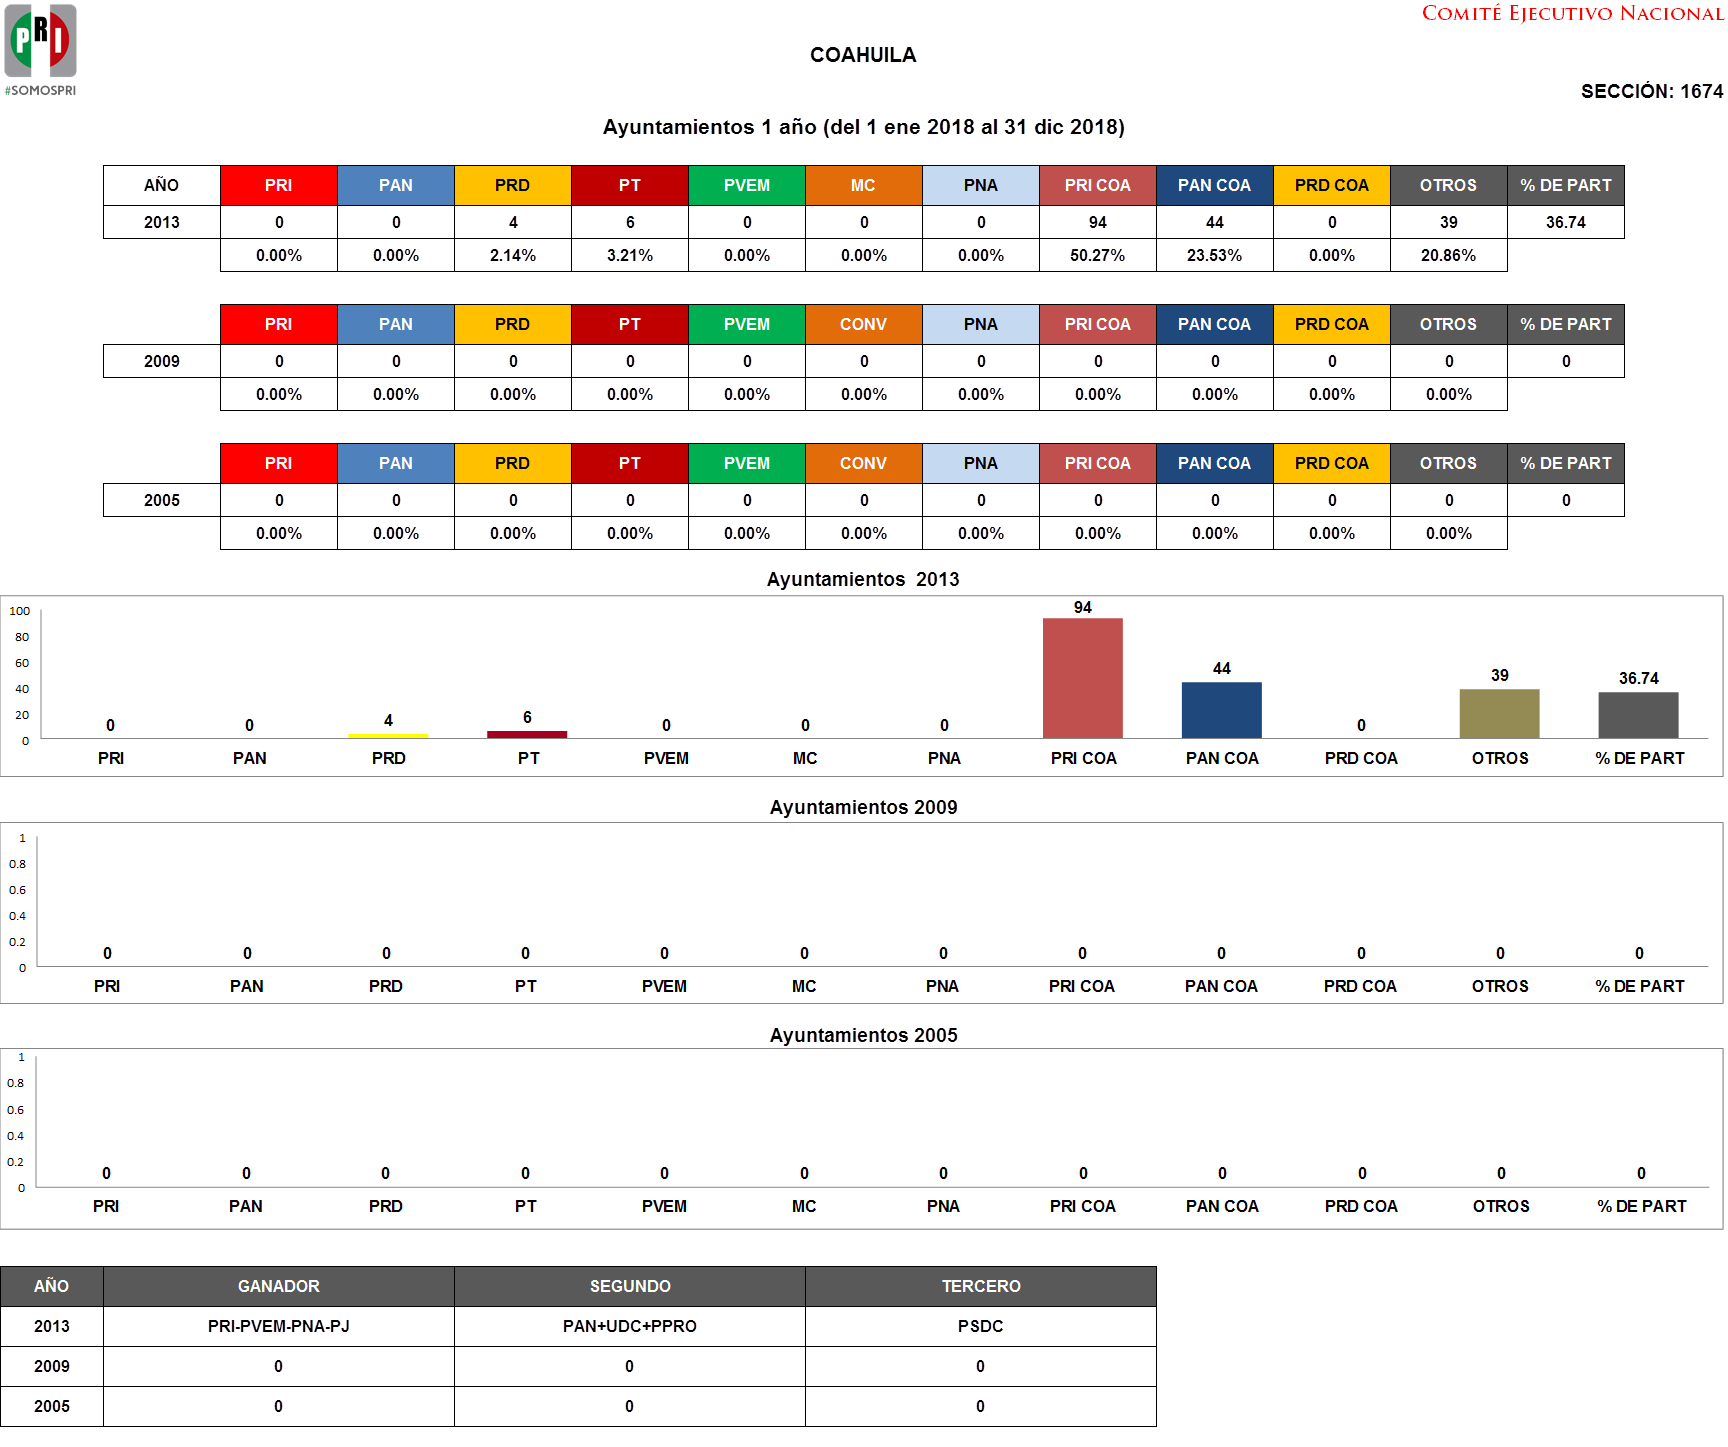 COMITÉ EJECUTIVO NACIONAL
PRI
#SOMOSPRI
COAHUILA
SECCIÓN: 1674
Ayuntamientos 1 año (del 1 ene 2018 al 31 dic 2018)
AÑO PRI PAN PRD PT PVEM MC PNA PRI COA PAN COA PRD COA OTROS % DE PART
2013 0 0 4 6 0 0 0 94 44 0 39 36.74
0.00% 0.00% 2.14% 3.21% 0.00% 0.00% 0.00% 50.27% 23.53% 0.00% 20.86%
PRI PAN PRD PT PVEM CONV PNA PRI COA PAN COA PRD COA OTROS % DE PART
2009 0 0 0 0 0 0 0 0 0 0 0 0
0.00% 0.00% 0.00% 0.00% 0.00% 0.00% 0.00% 0.00% 0.00% 0.00% 0.00%
PRI PAN PRD PT PVEM CONV PNA PRI COA PAN COA PRD COA OTROS % DE PART
2005 0 0 0 0 0 0 0 0 0 0 0 0
0.00% 0.00% 0.00% 0.00% 0.00% 0.00% 0.00% 0.00% 0.00% 0.00% 0.00%
Ayuntamientos 2013
100
80
60
40
20
0
0 0 4 6 0 0 0 94 44 0 39 36.74
PRI PAN PRD PT PVEM MC PNA PRI COA PAN COA PRD COA OTROS % DE PART
Ayuntamientos 2009
1
0.8
0.6
0.4
0.2
0
0 0 0 0 0 0 0 0 0 0 0 0
PRI PAN PRD PT PVEM MC PNA PRI COA PAN COA PRD COA OTROS % DE PART
Ayuntamientos 2005
1
0.8
0.6
0.4
0.2
0
0 0 0 0 0 0 0 0 0 0 0 0
PRI PAN PRD PT PVEM MC PNA PRI COA PAN COA PRD COA OTROS % DE PART
AÑO GANADOR SEGUNDO TERCERO
2013 PRI-PVEM-PNA-PJ PAN+UDC+PPRO PSDC
2009 0 0 0
2005 0 0 0